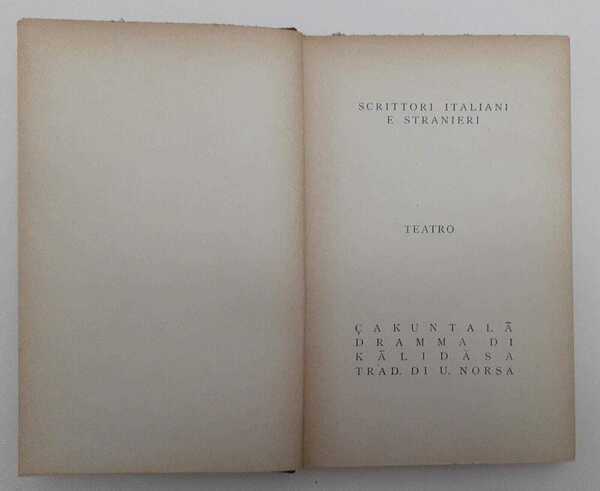 SCRITTORI ITALIANI
E STRANIERI
TEATRO
ÇAKUNTALĀ
DRAMMA DI
KĀLIDĀSA
TRAD. DI U. NORSA